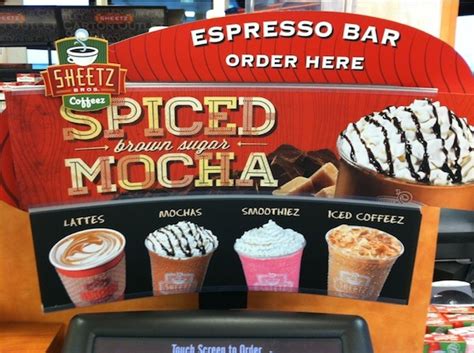 ESPRESSO BAR
ORDER HERE
SHEETZ
BROS.
Coffeez
SPICED
brown sugar
MOCHA
LATTES
MOCHAS
SMOOTHIEZ
ICED COFFEEZ
Touch Screen to Order